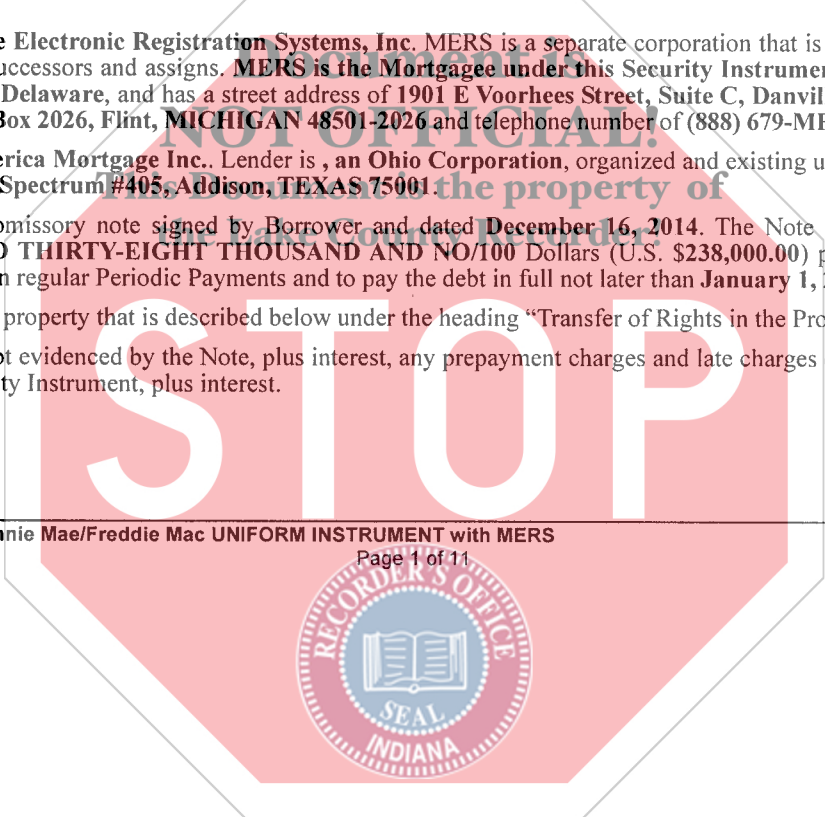 e Electronic Registration Systems, Inc. MERS is a separate corporation that is
uccessors and assigns. MERS is the Mortgagee under this Security Instrumen
Delaware, and has a street address of 1901 E Voorhees Street, Suite C, Danvil
Box 2026, Flint, MICHIGAN 48501-2026 and telephone number of (888) 679-ME
erica Mortgage Inc.. Lender is , an Ohio Corporation, organized and existing u
Spectrum #405, Addison, TEXAS 75001.
omissory note signed by Borrower and dated December 16, 2014. The Note
O THIRTY-EIGHT THOUSAND AND NO/100 Dollars (U.S. $238,000.00) p
n regular Periodic Payments and to pay the debt in full not later than January 1,
property that is described below under the heading “Transfer of Rights in the Pro
ot evidenced by the Note, plus interest, any prepayment charges and late charges
ty Instrument, plus interest.
Document is
NOT OFFICIAL!
This Document is the property of
the Lake County Recorder!
STOP
nnie Mae/Freddie Mac UNIFORM INSTRUMENT with MERS
Page 1 of 11
RECORDER'S OFFICE
SEAL
INDIANA